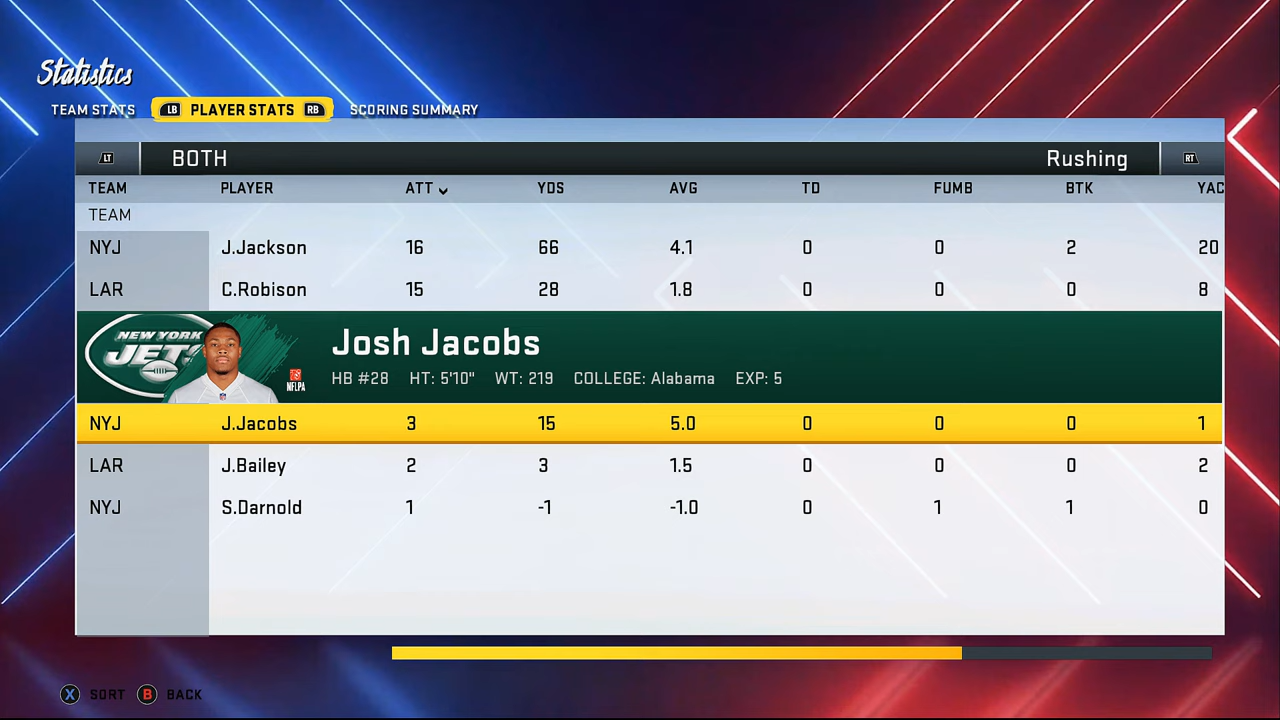 Statistics
TEAM STATS LB PLAYER STATS RB SCORING SUMMARY
LT BOTH Rushing RT
TEAM PLAYER ATT YDS AVG TD FUMB BTK YAC
TEAM
NYJ J.Jackson 16 66 4.1 0 0 2 20
LAR C.Robison 15 28 1.8 0 0 0 8
NEW YORK
JETS
NFLPA
Josh Jacobs
HB #28 HT: 5'10" WT: 219 COLLEGE: Alabama EXP: 5
NYJ J.Jacobs 3 15 5.0 0 0 0 1
LAR J.Bailey 2 3 1.5 0 0 0 2
NYJ S.Darnold 1 -1 -1.0 0 1 1 0
X SORT B BACK